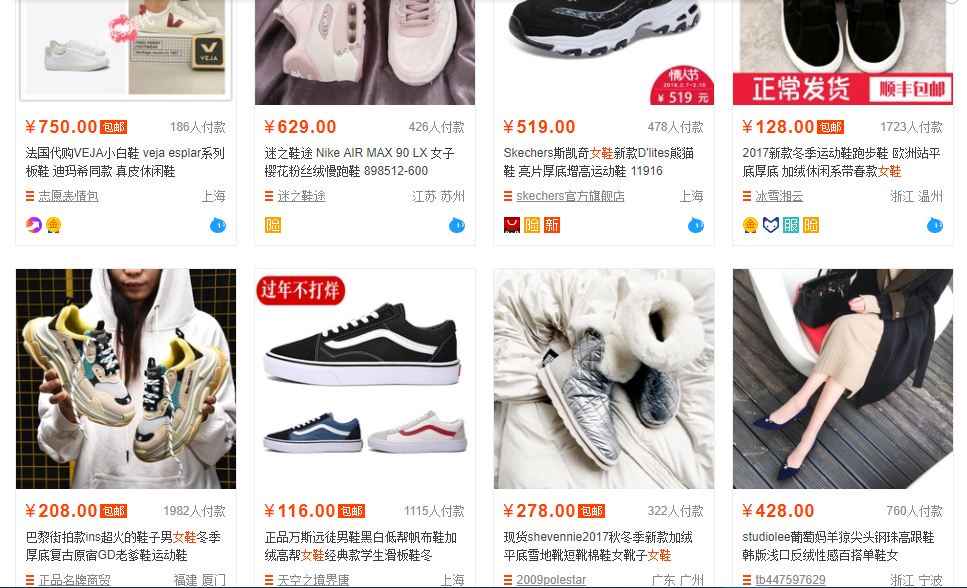 VEJA
情人节
2018.2.7-2.10
¥ 519 元
正常发货
顺丰包邮
¥750.00 包邮 186人付款
法国代购VEJA小白鞋 veja esplar系列
板鞋 迪玛希同款 真皮休闲鞋
志愿表情包 上海
¥629.00 426人付款
迷之鞋途 Nike AIR MAX 90 LX 女子
樱花粉丝绒慢跑鞋 898512-600
迷之鞋途 江苏 苏州
险
¥519.00 478人付款
Skechers斯凯奇女鞋新款D'lites熊猫
鞋 亮片厚底增高运动鞋 11916
skechers官方旗舰店 上海
险 新
¥128.00 包邮 1723人付款
2017新款冬季运动鞋跑步鞋 欧洲站平
底厚底 加绒休闲系带春款女鞋
冰雪湘云 浙江 温州
金 服 险
过年不打烊
¥208.00 包邮 1982人付款
巴黎街拍款ins超火的鞋子男女鞋冬季
厚底复古原宿GD老爹鞋运动鞋
正品名牌商贸 福建 厦门
¥116.00 包邮 1115人付款
正品万斯远徒男鞋黑白低帮帆布鞋加
绒高帮女鞋经典款学生滑板鞋冬
天空之境界康 上海
¥278.00 包邮 322人付款
现货shevennie2017秋冬季新款加绒
平底雪地靴短靴棉鞋女靴子女鞋
2009polestar 广东 广州
¥428.00 760人付款
studiolee葡萄妈羊猄尖头钢珠高跟鞋
韩版浅口反绒性感百搭单鞋女
tb447597629 浙江 宁波